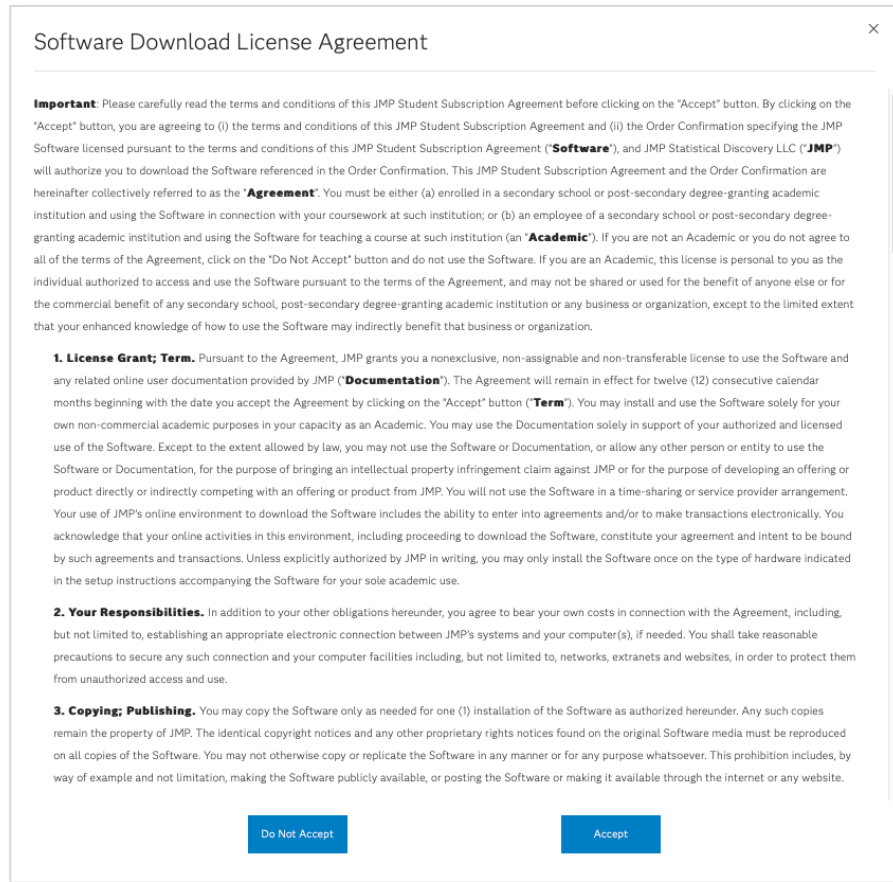 Software Download License Agreement
×
Important: Please carefully read the terms and conditions of this JMP Student Subscription Agreement before clicking on the "Accept" button. By clicking on the
"Accept" button, you are agreeing to (i) the terms and conditions of this JMP Student Subscription Agreement and (ii) the Order Confirmation specifying the JMP
Software licensed pursuant to the terms and conditions of this JMP Student Subscription Agreement ("Software"), and JMP Statistical Discovery LLC ("JMP")
will authorize you to download the Software referenced in the Order Confirmation. This JMP Student Subscription Agreement and the Order Confirmation are
hereinafter collectively referred to as the "Agreement". You must be either (a) enrolled in a secondary school or post-secondary degree-granting academic
institution and using the Software in connection with your coursework at such institution; or (b) an employee of a secondary school or post-secondary degree-
granting academic institution and using the Software for teaching a course at such institution (an "Academic"). If you are not an Academic or you do not agree to
all of the terms of the Agreement, click on the "Do Not Accept" button and do not use the Software. If you are an Academic, this license is personal to you as the
individual authorized to access and use the Software pursuant to the terms of the Agreement, and may not be shared or used for the benefit of anyone else or for
the commercial benefit of any secondary school, post-secondary degree-granting academic institution or any business or organization, except to the limited extent
that your enhanced knowledge of how to use the Software may indirectly benefit that business or organization.
1. License Grant; Term. Pursuant to the Agreement, JMP grants you a nonexclusive, non-assignable and non-transferable license to use the Software and
any related online user documentation provided by JMP ("Documentation"). The Agreement will remain in effect for twelve (12) consecutive calendar
months beginning with the date you accept the Agreement by clicking on the "Accept" button ("Term"). You may install and use the Software solely for your
own non-commercial academic purposes in your capacity as an Academic. You may use the Documentation solely in support of your authorized and licensed
use of the Software. Except to the extent allowed by law, you may not use the Software or Documentation, or allow any other person or entity to use the
Software or Documentation, for the purpose of bringing an intellectual property infringement claim against JMP or for the purpose of developing an offering or
product directly or indirectly competing with an offering or product from JMP. You will not use the Software in a time-sharing or service provider arrangement.
Your use of JMP's online environment to download the Software includes the ability to enter into agreements and/or to make transactions electronically. You
acknowledge that your online activities in this environment, including proceeding to download the Software, constitute your agreement and intent to be bound
by such agreements and transactions. Unless explicitly authorized by JMP in writing, you may only install the Software once on the type of hardware indicated
in the setup instructions accompanying the Software for your sole academic use.
2. Your Responsibilities. In addition to your other obligations hereunder, you agree to bear your own costs in connection with the Agreement, including,
but not limited to, establishing an appropriate electronic connection between JMP's systems and your computer(s), if needed. You shall take reasonable
precautions to secure any such connection and your computer facilities including, but not limited to, networks, extranets and websites, in order to protect them
from unauthorized access and use.
3. Copying; Publishing. You may copy the Software only as needed for one (1) installation of the Software as authorized hereunder. Any such copies
remain the property of JMP. The identical copyright notices and any other proprietary rights notices found on the original Software media must be reproduced
on all copies of the Software. You may not otherwise copy or replicate the Software in any manner or for any purpose whatsoever. This prohibition includes, by
way of example and not limitation, making the Software publicly available, or posting the Software or making it available through the internet or any website.
Do Not Accept
Accept